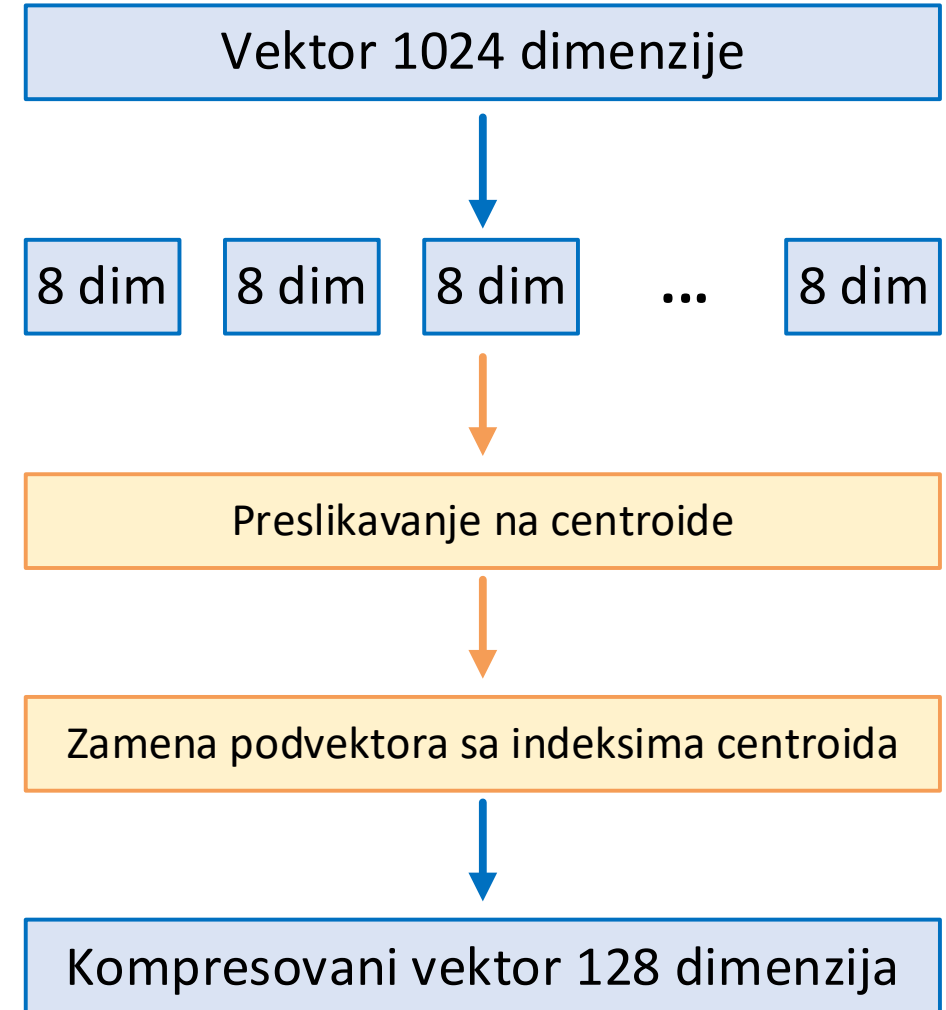 Vektor 1024 dimenzije
8 dim 8 dim 8 dim ... 8 dim
Preslikavanje na centroide
Zamena podvektora sa indeksima centroida
Kompresovani vektor 128 dimenzija